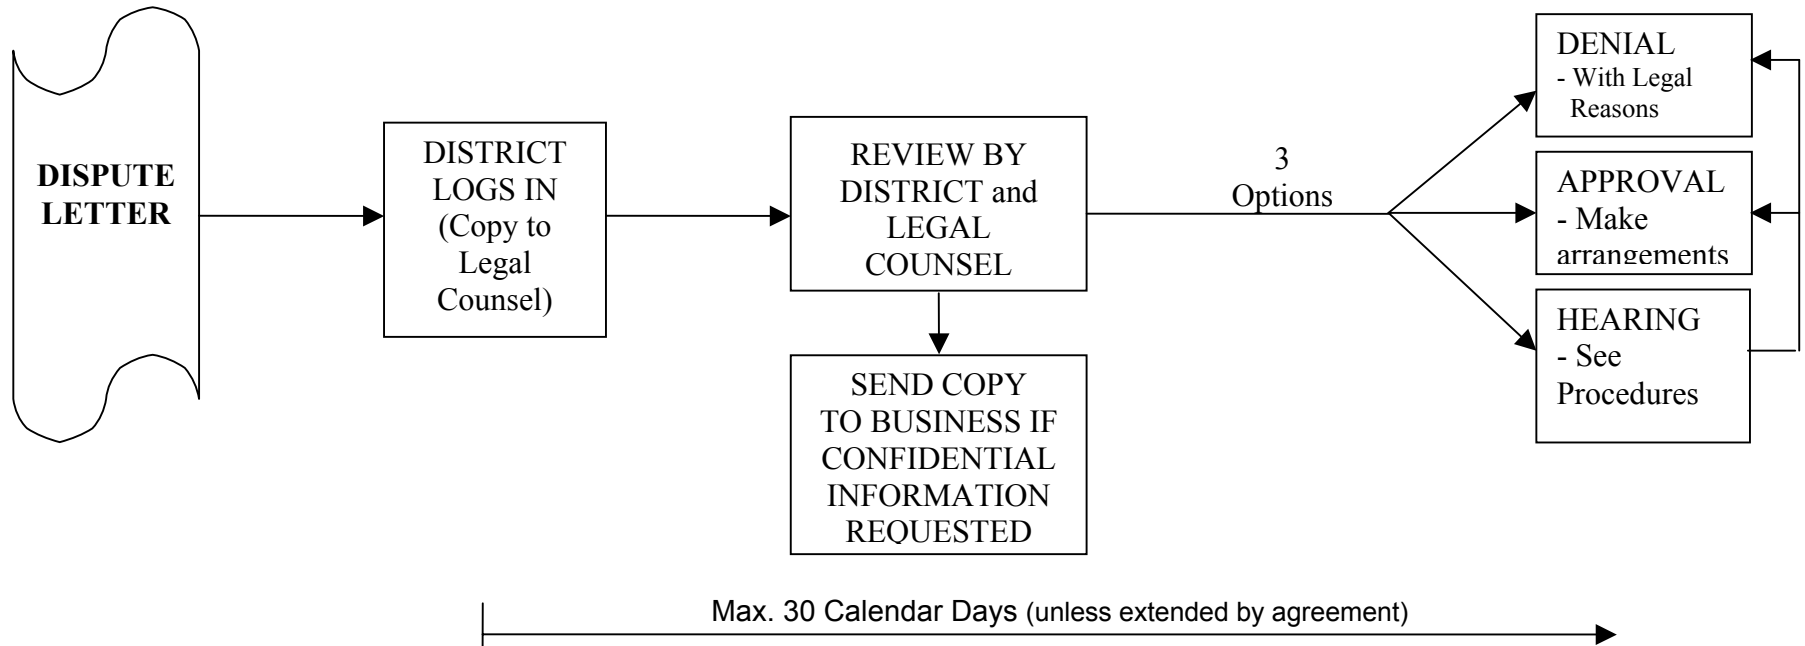 DISPUTE
LETTER
DISTRICT
LOGS IN
(Copy to
Legal
Counsel)
REVIEW BY
DISTRICT and
LEGAL
COUNSEL
SEND COPY
TO BUSINESS IF
CONFIDENTIAL
INFORMATION
REQUESTED
3
Options
DENIAL
- With Legal
Reasons
APPROVAL
- Make
arrangements
HEARING
- See
Procedures
Max. 30 Calendar Days (unless extended by agreement)